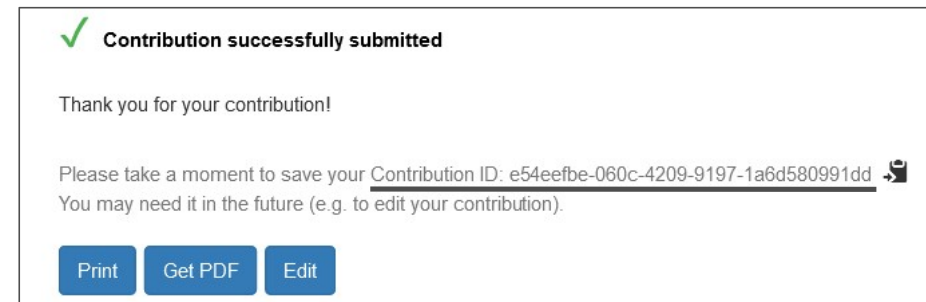 Contribution successfully submitted
Thank you for your contribution!
Please take a moment to save your Contribution ID: e54eefbe-060c-4209-9197-1a6d580991dd
You may need it in the future (e.g. to edit your contribution).
Print Get PDF Edit